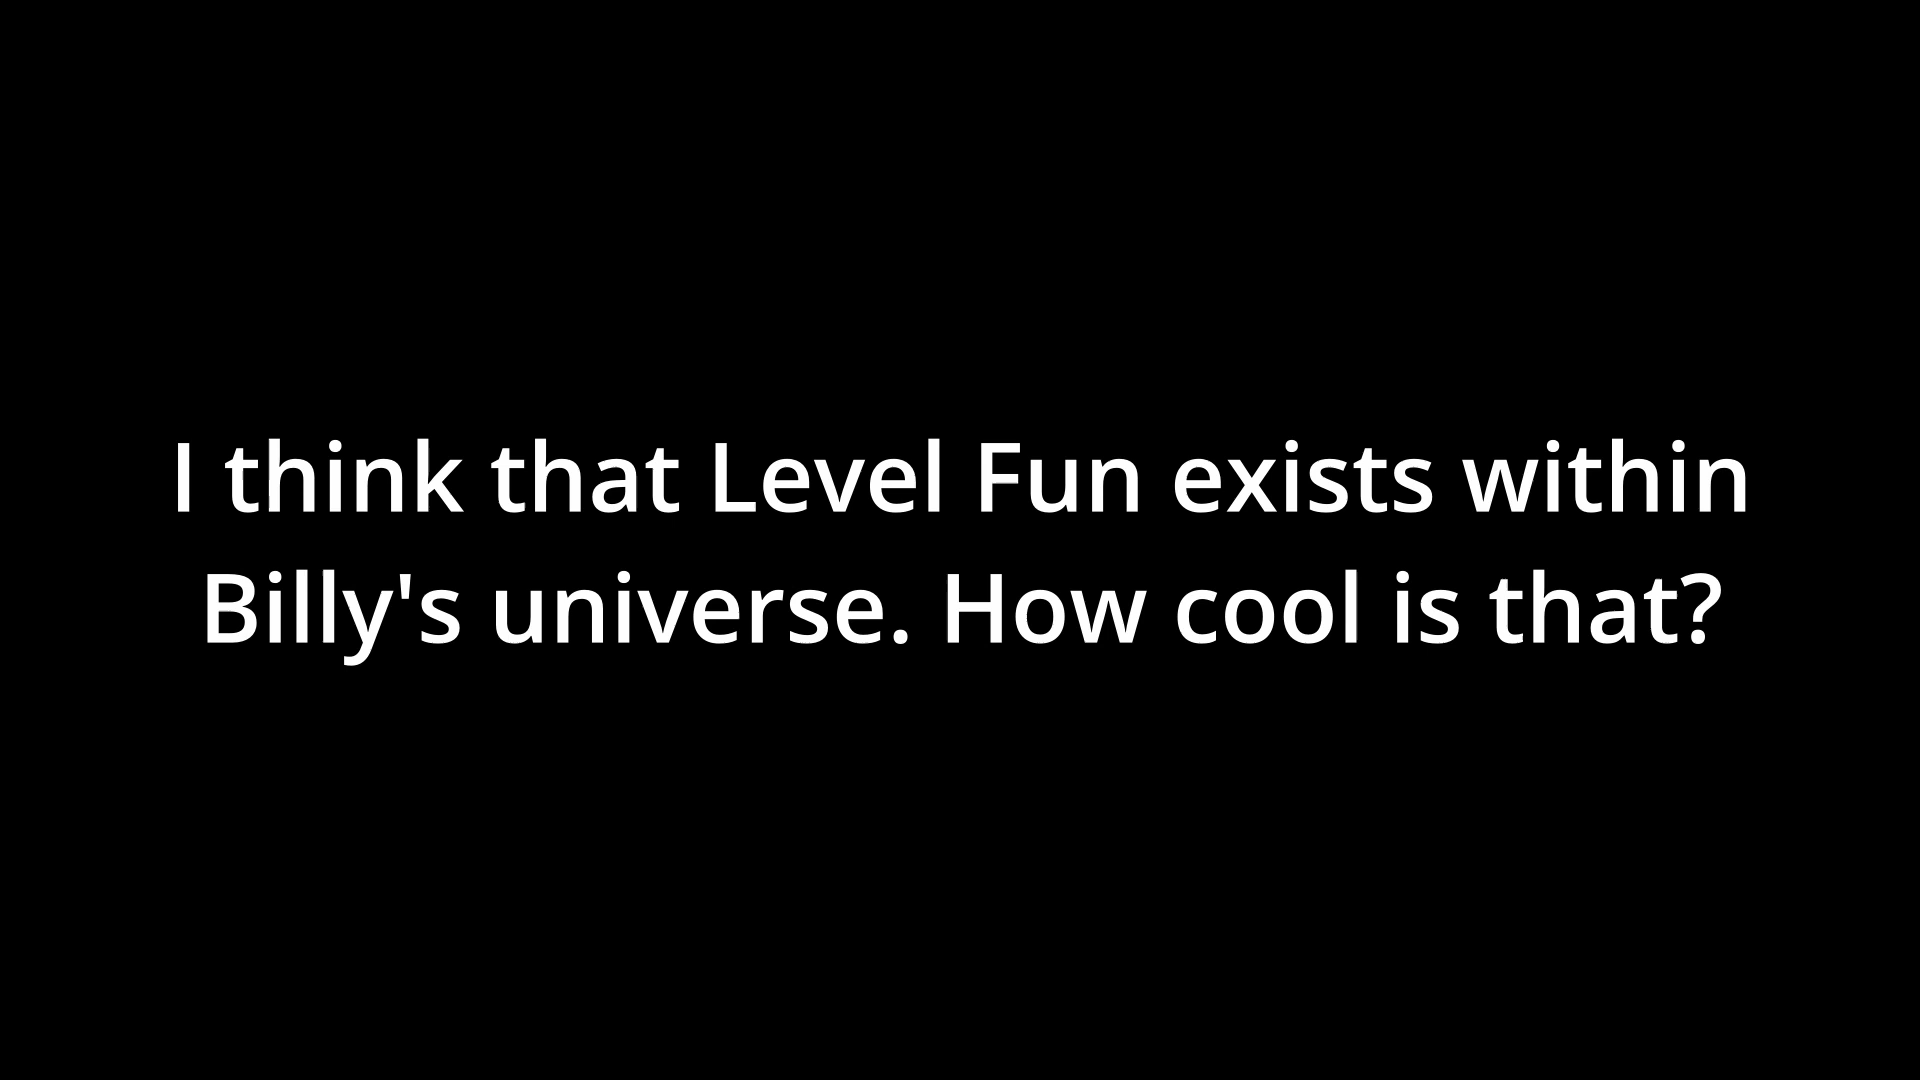 I think that Level Fun exists within
Billy's universe. How cool is that?